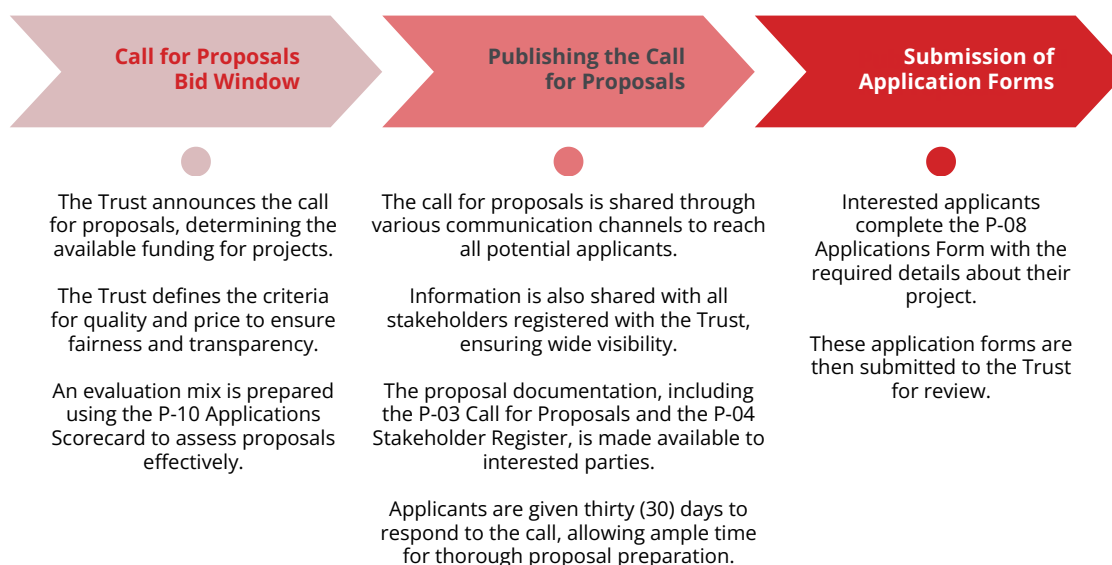 Call for Proposals
Bid Window
The Trust announces the call
for proposals, determining the
available funding for projects.
The Trust defines the criteria
for quality and price to ensure
fairness and transparency.
An evaluation mix is prepared
using the P-10 Applications
Scorecard to assess proposals
effectively.
Publishing the Call
for Proposals
The call for proposals is shared through
various communication channels to reach
all potential applicants.
Information is also shared with all
stakeholders registered with the Trust,
ensuring wide visibility.
The proposal documentation, including
the P-03 Call for Proposals and the P-04
Stakeholder Register, is made available to
interested parties.
Applicants are given thirty (30) days to
respond to the call, allowing ample time
for thorough proposal preparation.
Submission of
Application Forms
Interested applicants
complete the P-08
Applications Form with the
required details about their
project.
These application forms are
then submitted to the Trust
for review.